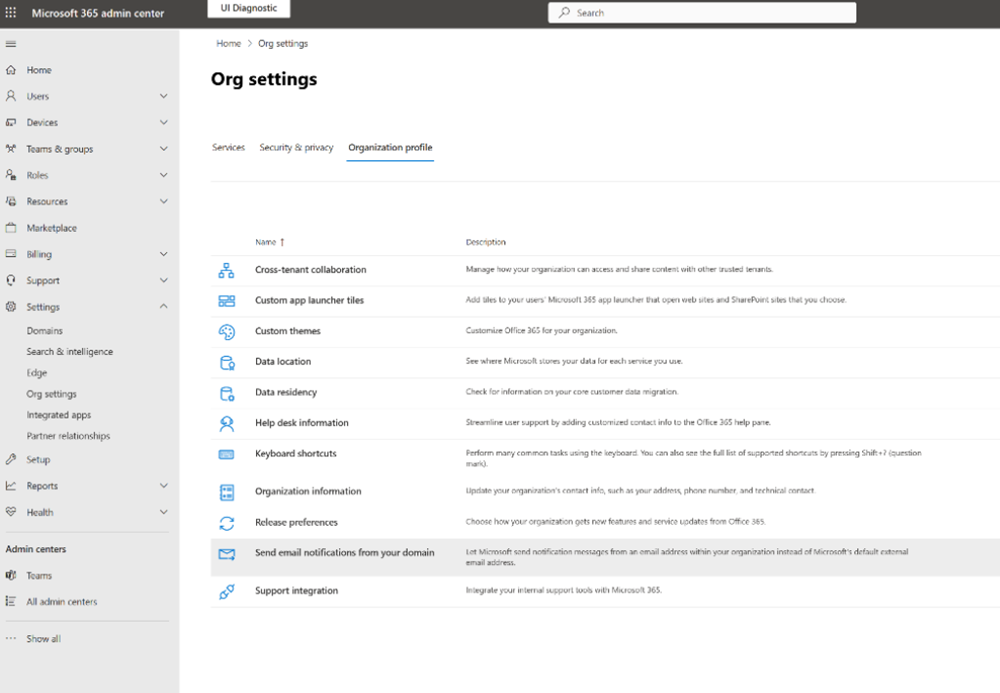 Microsoft 365 admin center
UI Diagnostic
Search
Home
Users
Devices
Teams & groups
Roles
Resources
Marketplace
Billing
Support
Settings
Domains
Search & intelligence
Edge
Org settings
Integrated apps
Partner relationships
Setup
Reports
Health
Admin centers
Teams
All admin centers
Show all
Home > Org settings
Org settings
Services Security & privacy Organization profile
Name ↑ Description
Cross-tenant collaboration Manage how your organization can access and share content with other trusted tenants.
Custom app launcher tiles Add tiles to your users' Microsoft 365 app launcher that open web sites and SharePoint sites that you choose.
Custom themes Customize Office 365 for your organization.
Data location See where Microsoft stores your data for each service you use.
Data residency Check for information on your core customer data migration.
Help desk information Streamline user support by adding customized contact info to the Office 365 help pane.
Keyboard shortcuts Perform many common tasks using the keyboard. You can also see the full list of supported shortcuts by pressing Shift+? (question
mark).
Organization information Update your organization's contact info, such as your address, phone number, and technical contact.
Release preferences Choose how your organization gets new features and service updates from Office 365.
Send email notifications from your domain Let Microsoft send notification messages from an email address within your organization instead of Microsoft's default external
email address.
Support integration Integrate your internal support tools with Microsoft 365.